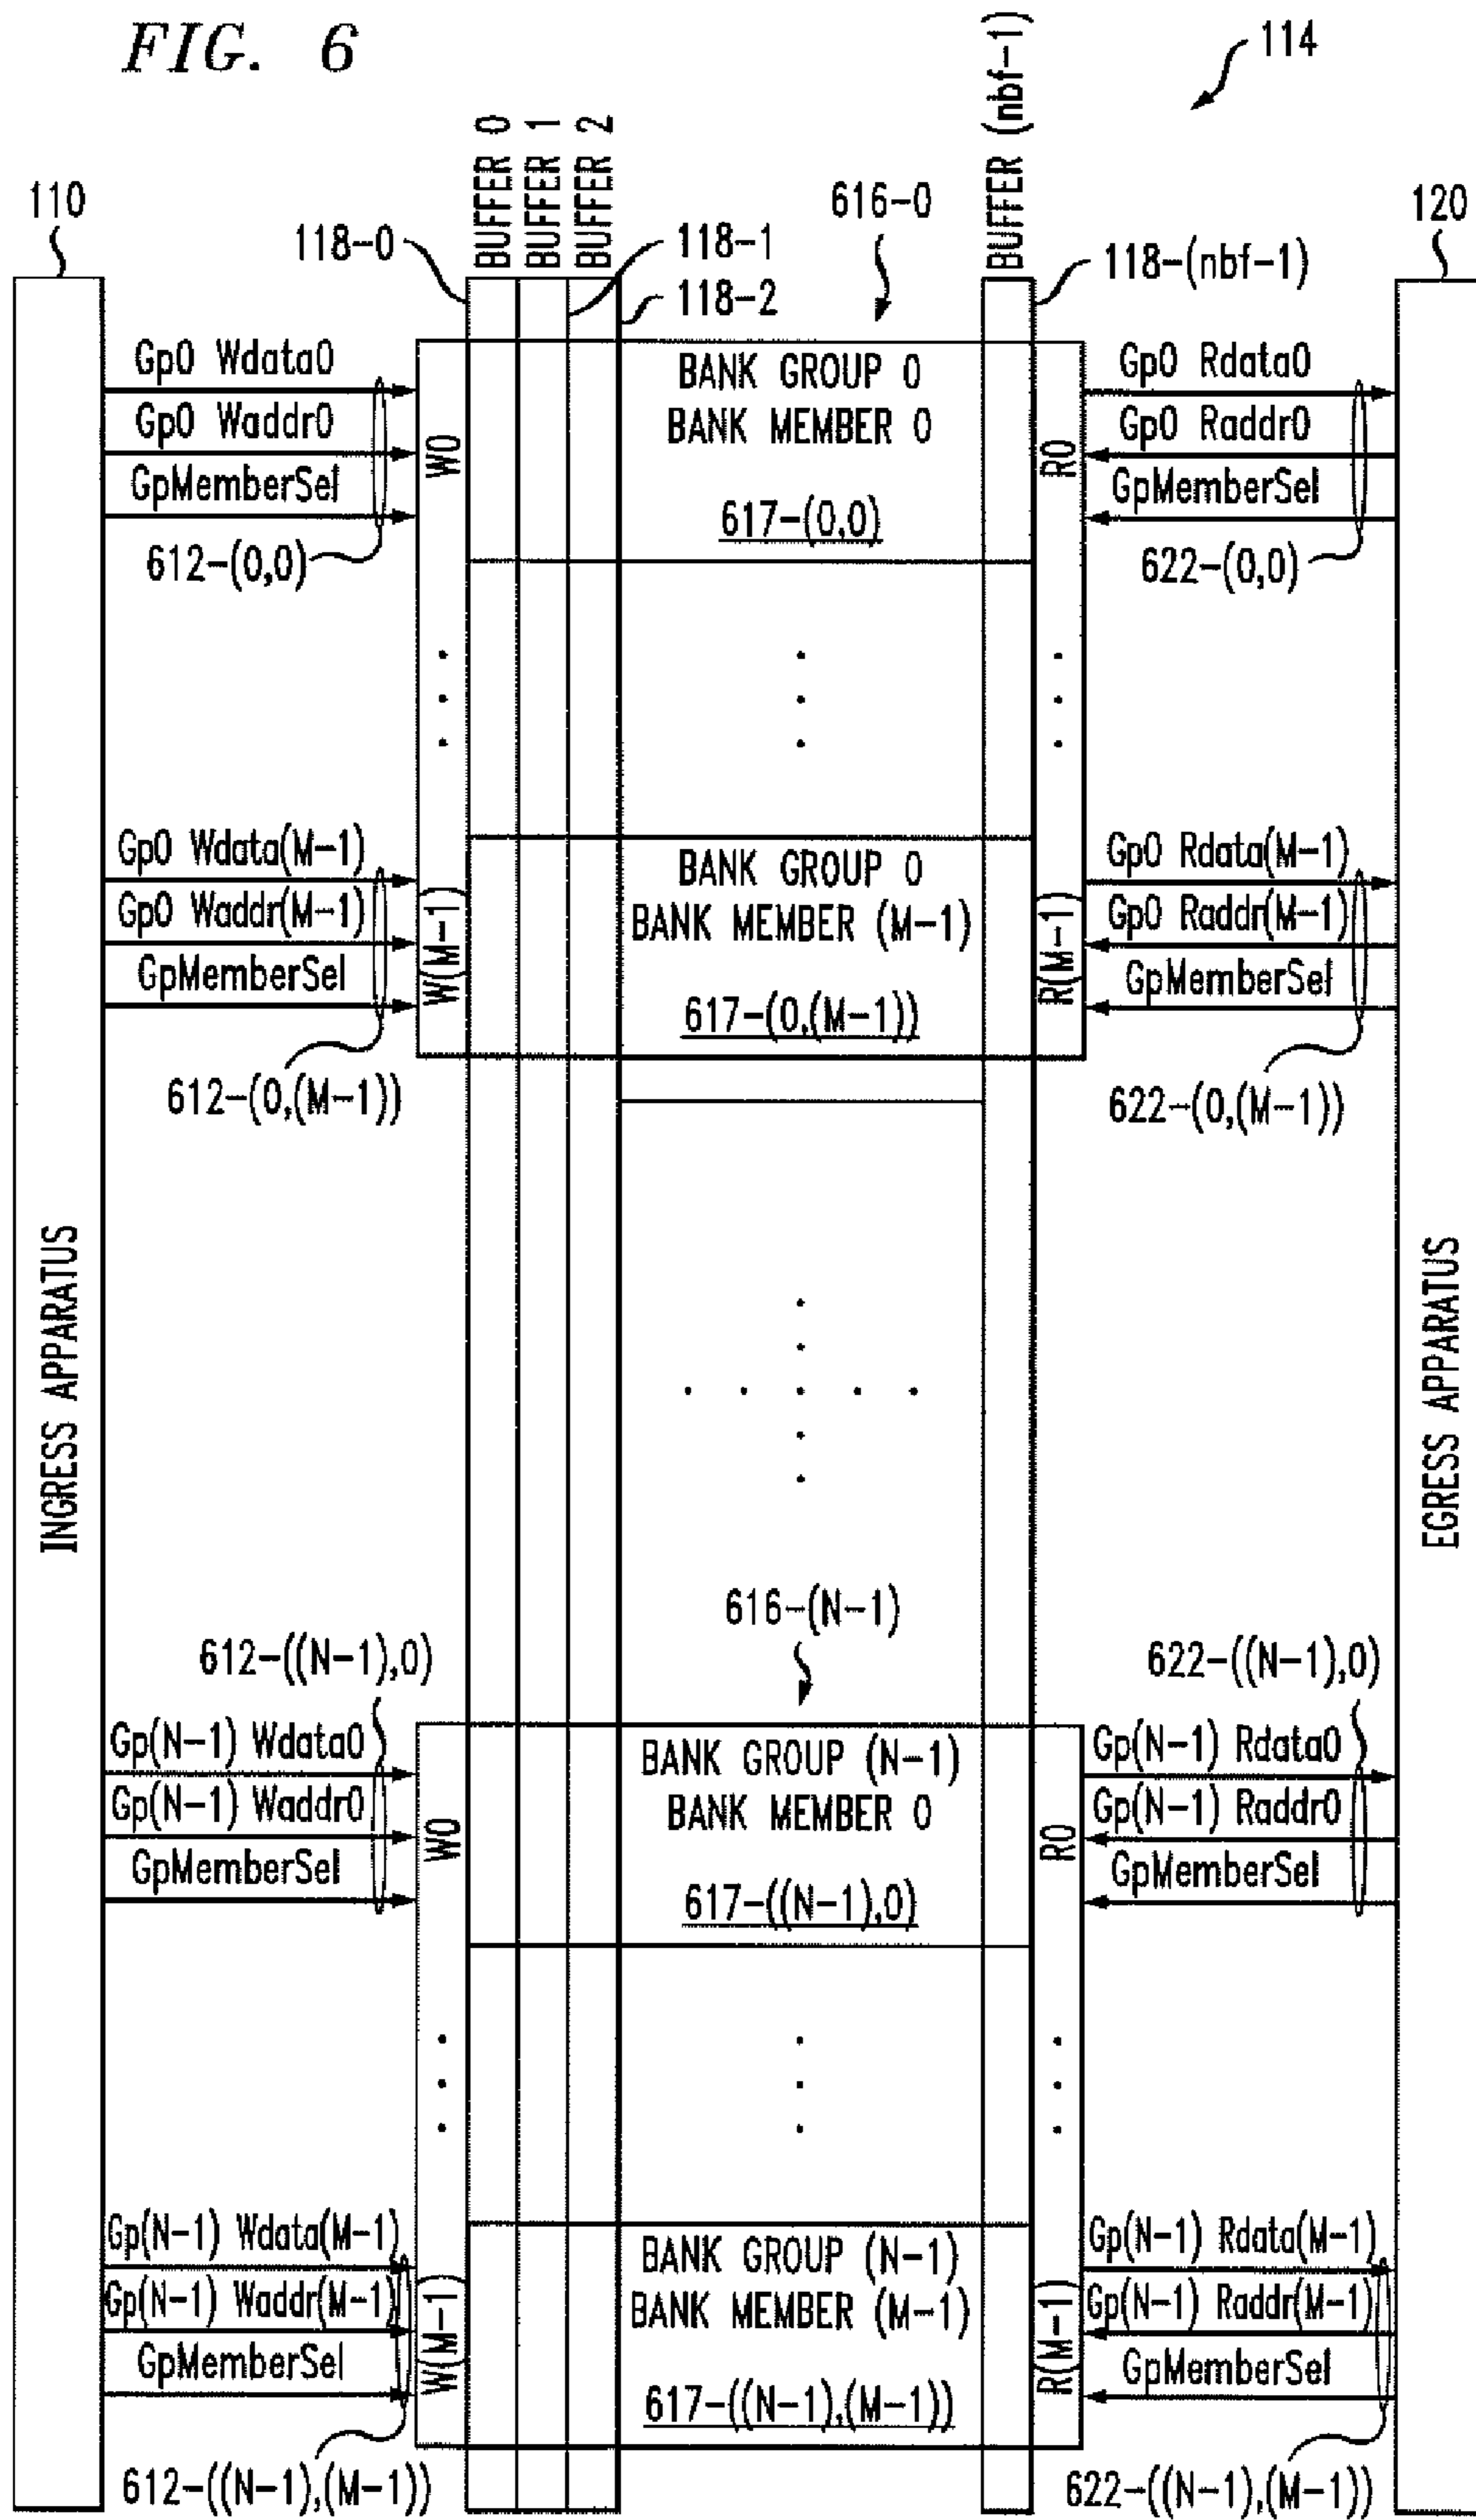 FIG. 6
114
BUFFER 0
BUFFER 1
BUFFER 2
BUFFER (nbf-1)
110
118-0
118-1
118-2
616-0
118-(nbf-1)
120
INGRESS APPARATUS
EGRESS APPARATUS
Gp0 Wdata0
Gp0 Waddr0
GpMemberSel
612-(0,0)
W0
BANK GROUP 0
BANK MEMBER 0
617-(0,0)
R0
Gp0 Rdata0
Gp0 Raddr0
GpMemberSel
622-(0,0)
Gp0 Wdata(M-1)
Gp0 Waddr(M-1)
GpMemberSel
612-(0,(M-1))
W(M-1)
BANK GROUP 0
BANK MEMBER (M-1)
617-(0,(M-1))
R(M-1)
Gp0 Rdata(M-1)
Gp0 Raddr(M-1)
GpMemberSel
622-(0,(M-1))
616-(N-1)
612-((N-1),0)
Gp(N-1) Wdata0
Gp(N-1) Waddr0
GpMemberSel
W0
BANK GROUP (N-1)
BANK MEMBER 0
617-((N-1),0)
R0
622-((N-1),0)
Gp(N-1) Rdata0
Gp(N-1) Raddr0
GpMemberSel
Gp(N-1) Wdata(M-1)
Gp(N-1) Waddr(M-1)
GpMemberSel
612-((N-1),(M-1))
W(M-1)
BANK GROUP (N-1)
BANK MEMBER (M-1)
617-((N-1),(M-1))
R(M-1)
Gp(N-1) Rdata(M-1)
Gp(N-1) Raddr(M-1)
GpMemberSel
622-((N-1),(M-1))